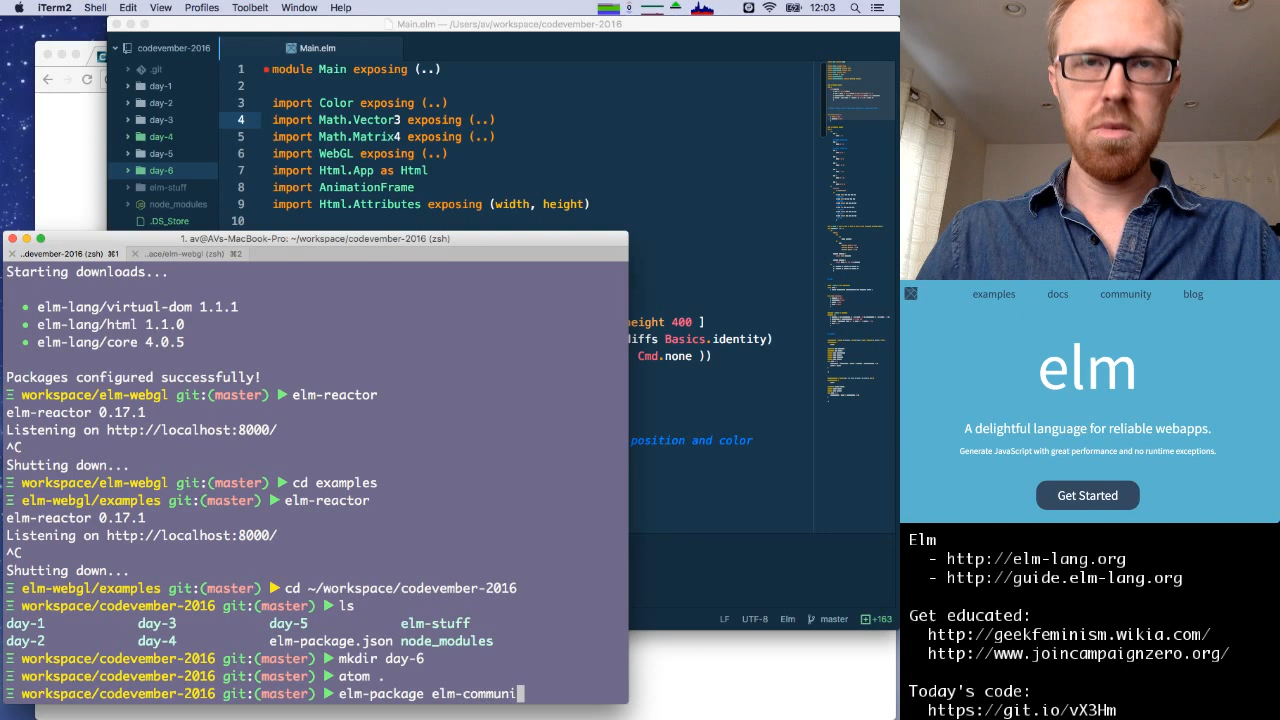 iTerm2 Shell Edit View Profiles Toolbelt Window Help 12:03
Main.elm — /Users/av/workspace/codevember-2016
codevember-2016
.git
day-1
day-2
day-3
day-4
day-5
day-6
elm-stuff
node_modules
.DS_Store
Main.elm
1 module Main exposing (..)
2
3 import Color exposing (..)
4 import Math.Vector3 exposing (..)
5 import Math.Matrix4 exposing (..)
6 import WebGL exposing (..)
7 import Html.App as Html
8 import AnimationFrame
9 import Html.Attributes exposing (width, height)
10
height 400 ]
diffs Basics.identity)
Cmd.none ))
position and color
LF UTF-8 Elm master +163
1. av@AVs-MacBook-Pro: ~/workspace/codevember-2016 (zsh)
..devember-2016 (zsh) ⌘1 ..ace/elm-webgl (zsh) ⌘2
Starting downloads...
● elm-lang/virtual-dom 1.1.1
● elm-lang/html 1.1.0
● elm-lang/core 4.0.5
Packages configured successfully!
Ξ workspace/elm-webgl git:(master) ▶ elm-reactor
elm-reactor 0.17.1
Listening on http://localhost:8000/
^C
Shutting down...
Ξ workspace/elm-webgl git:(master) ▶ cd examples
Ξ elm-webgl/examples git:(master) ▶ elm-reactor
elm-reactor 0.17.1
Listening on http://localhost:8000/
^C
Shutting down...
Ξ elm-webgl/examples git:(master) ▶ cd ~/workspace/codevember-2016
Ξ workspace/codevember-2016 git:(master) ▶ ls
day-1 day-3 day-5 elm-stuff
day-2 day-4 elm-package.json node_modules
Ξ workspace/codevember-2016 git:(master) ▶ mkdir day-6
Ξ workspace/codevember-2016 git:(master) ▶ atom .
Ξ workspace/codevember-2016 git:(master) ▶ elm-package elm-communi
examples docs community blog
elm
A delightful language for reliable webapps.
Generate JavaScript with great performance and no runtime exceptions.
Get Started
Elm
- http://elm-lang.org
- http://guide.elm-lang.org
Get educated:
http://geekfeminism.wikia.com/
http://www.joincampaignzero.org/
Today's code:
https://git.io/vX3Hm